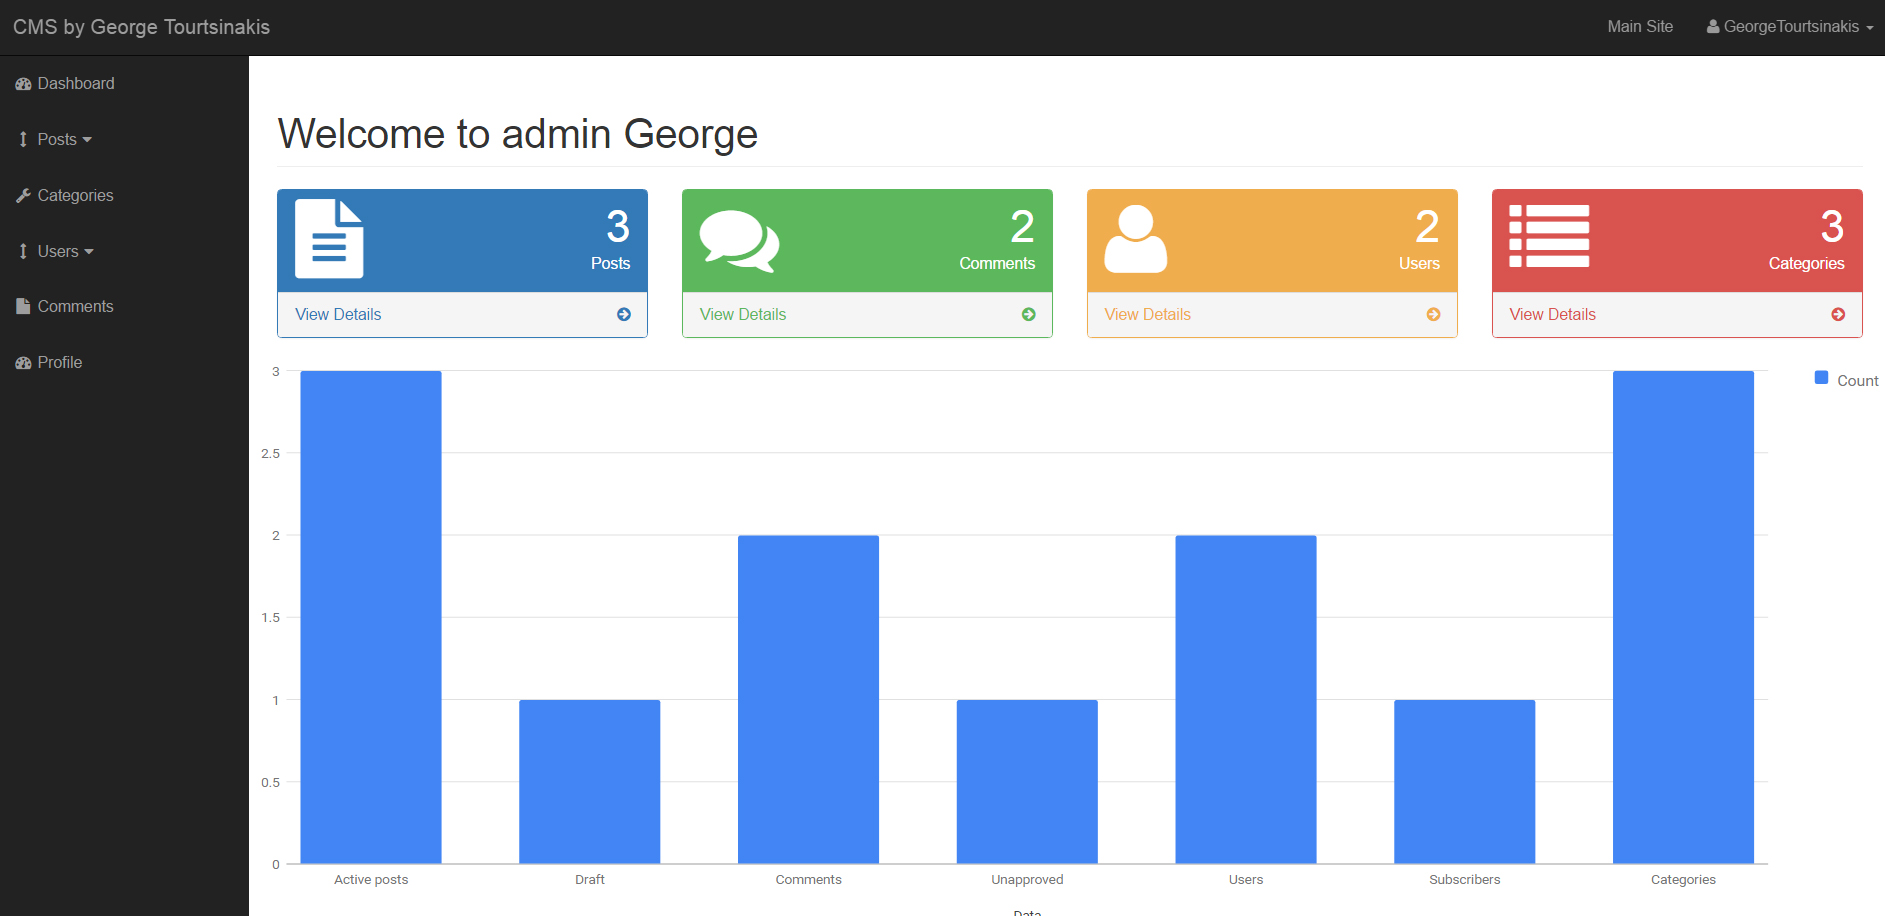 CMS by George Tourtsinakis
Main Site
GeorgeTourtsinakis
Dashboard
Posts
Categories
Users
Comments
Profile
Welcome to admin George
3
Posts
View Details
2
Comments
View Details
2
Users
View Details
3
Categories
View Details
3
2.5
2
1.5
1
0.5
0
Count
Active posts
Draft
Comments
Unapproved
Users
Subscribers
Categories
Data